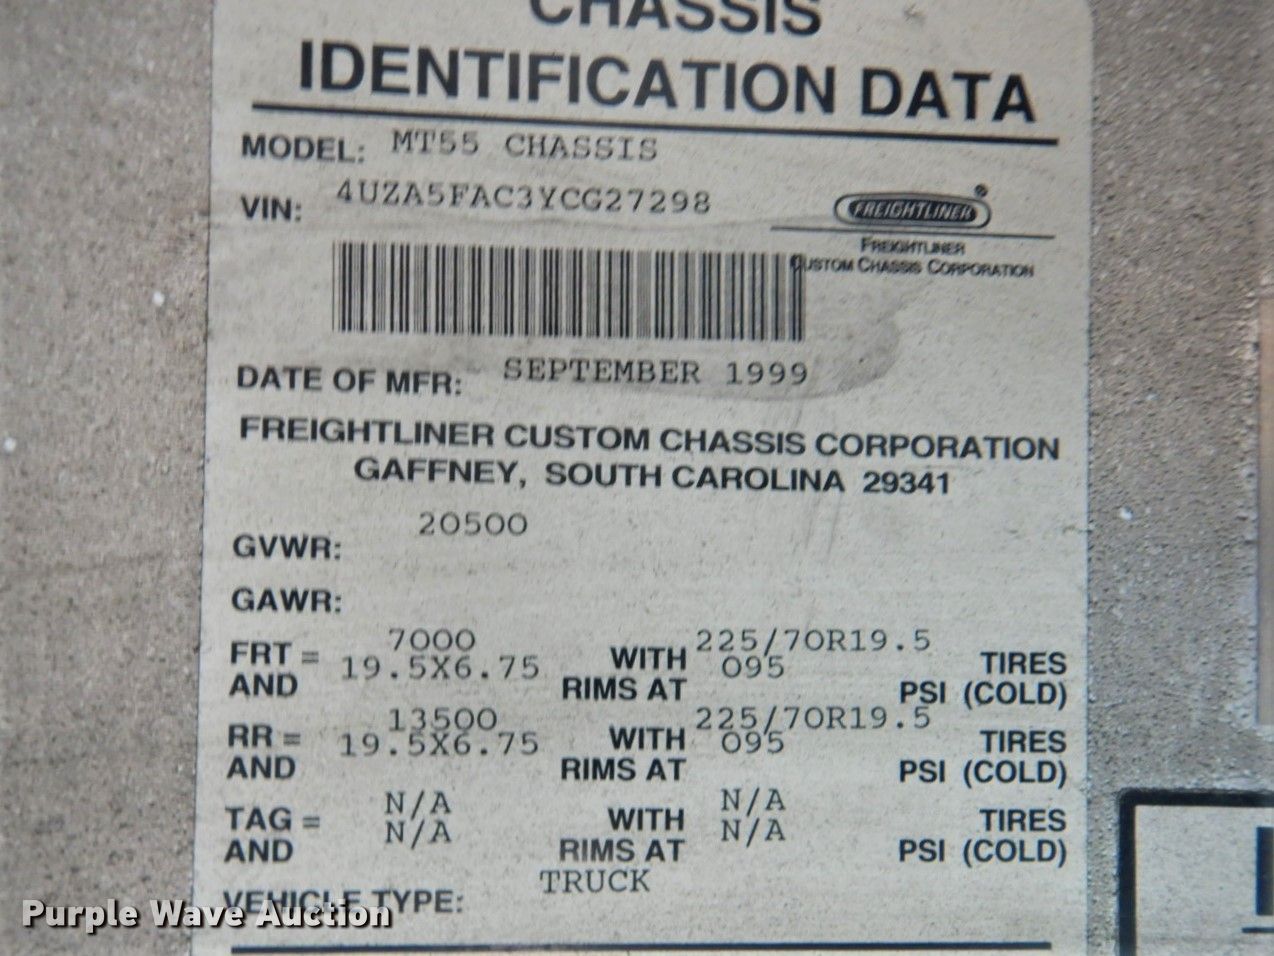 CHASSIS
IDENTIFICATION DATA
MODEL: MT55 CHASSIS
VIN: 4UZA5FAC3YCG27298
FREIGHTLINER
FREIGHTLINER
CUSTOM CHASSIS CORPORATION
DATE OF MFR: SEPTEMBER 1999
FREIGHTLINER CUSTOM CHASSIS CORPORATION
GAFFNEY, SOUTH CAROLINA 29341
GVWR: 20500
GAWR:
FRT = 7000 WITH 225/70R19.5 TIRES
AND 19.5X6.75 RIMS AT 095 PSI (COLD)
RR = 13500 WITH 225/70R19.5 TIRES
AND 19.5X6.75 RIMS AT 095 PSI (COLD)
TAG = N/A WITH N/A TIRES
AND N/A RIMS AT N/A PSI (COLD)
VEHICLE TYPE: TRUCK
Purple Wave Auction